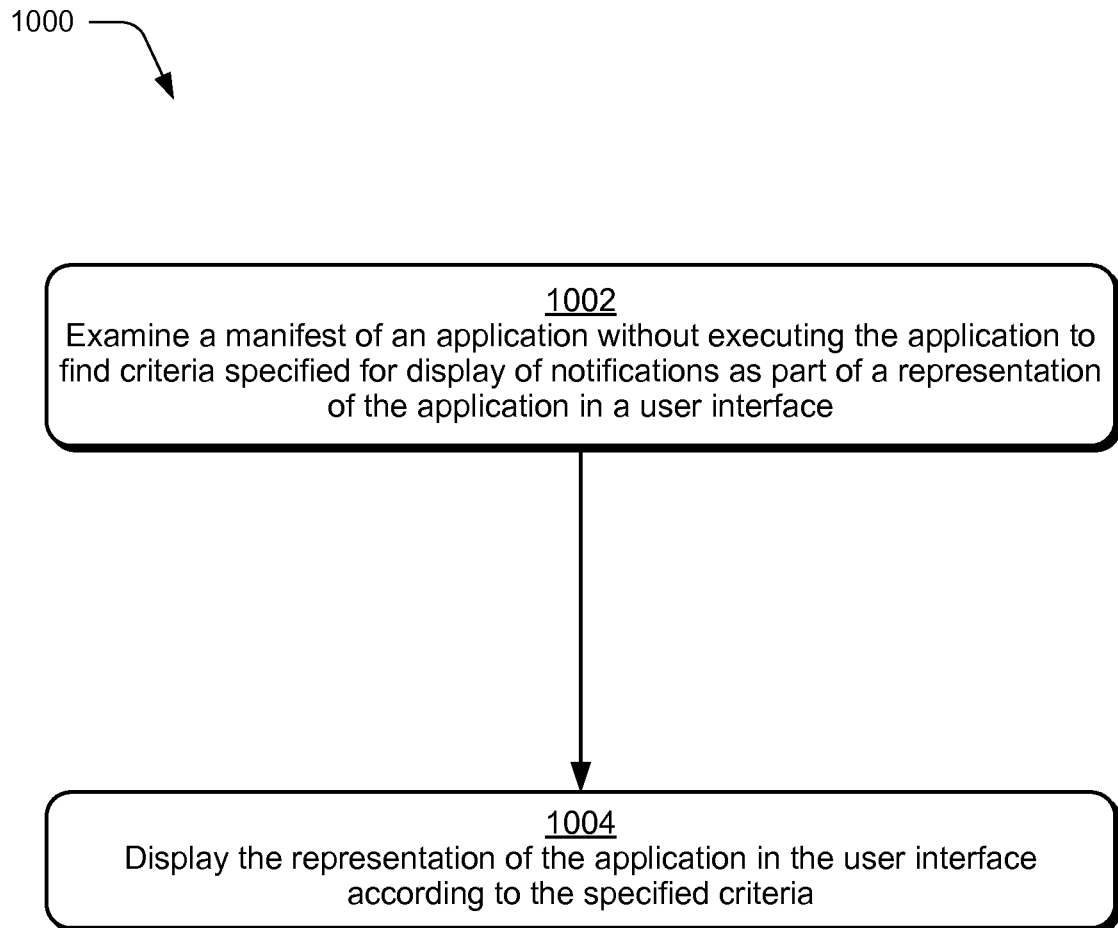 1000
1002
Examine a manifest of an application without executing the application to
find criteria specified for display of notifications as part of a representation
of the application in a user interface
1004
Display the representation of the application in the user interface
according to the specified criteria